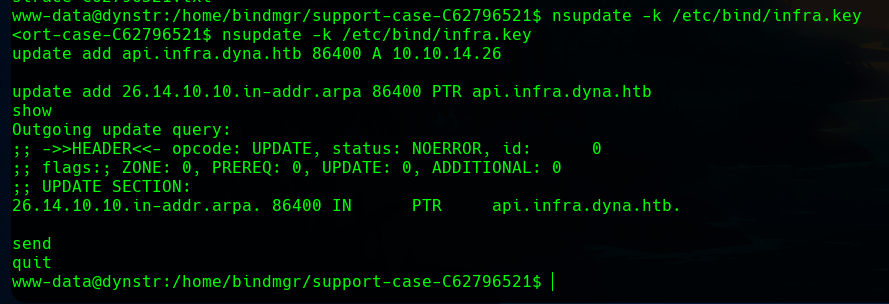 www-data@dynstr:/home/bindmgr/support-case-C62796521$ nsupdate -k /etc/bind/infra.key
<ort-case-C62796521$ nsupdate -k /etc/bind/infra.key
update add api.infra.dyna.htb 86400 A 10.10.14.26
update add 26.14.10.10.in-addr.arpa 86400 PTR api.infra.dyna.htb
show
Outgoing update query:
;; ->>HEADER<<- opcode: UPDATE, status: NOERROR, id:      0
;; flags:; ZONE: 0, PREREQ: 0, UPDATE: 0, ADDITIONAL: 0
;; UPDATE SECTION:
26.14.10.10.in-addr.arpa. 86400 IN      PTR     api.infra.dyna.htb.
send
quit
www-data@dynstr:/home/bindmgr/support-case-C62796521$